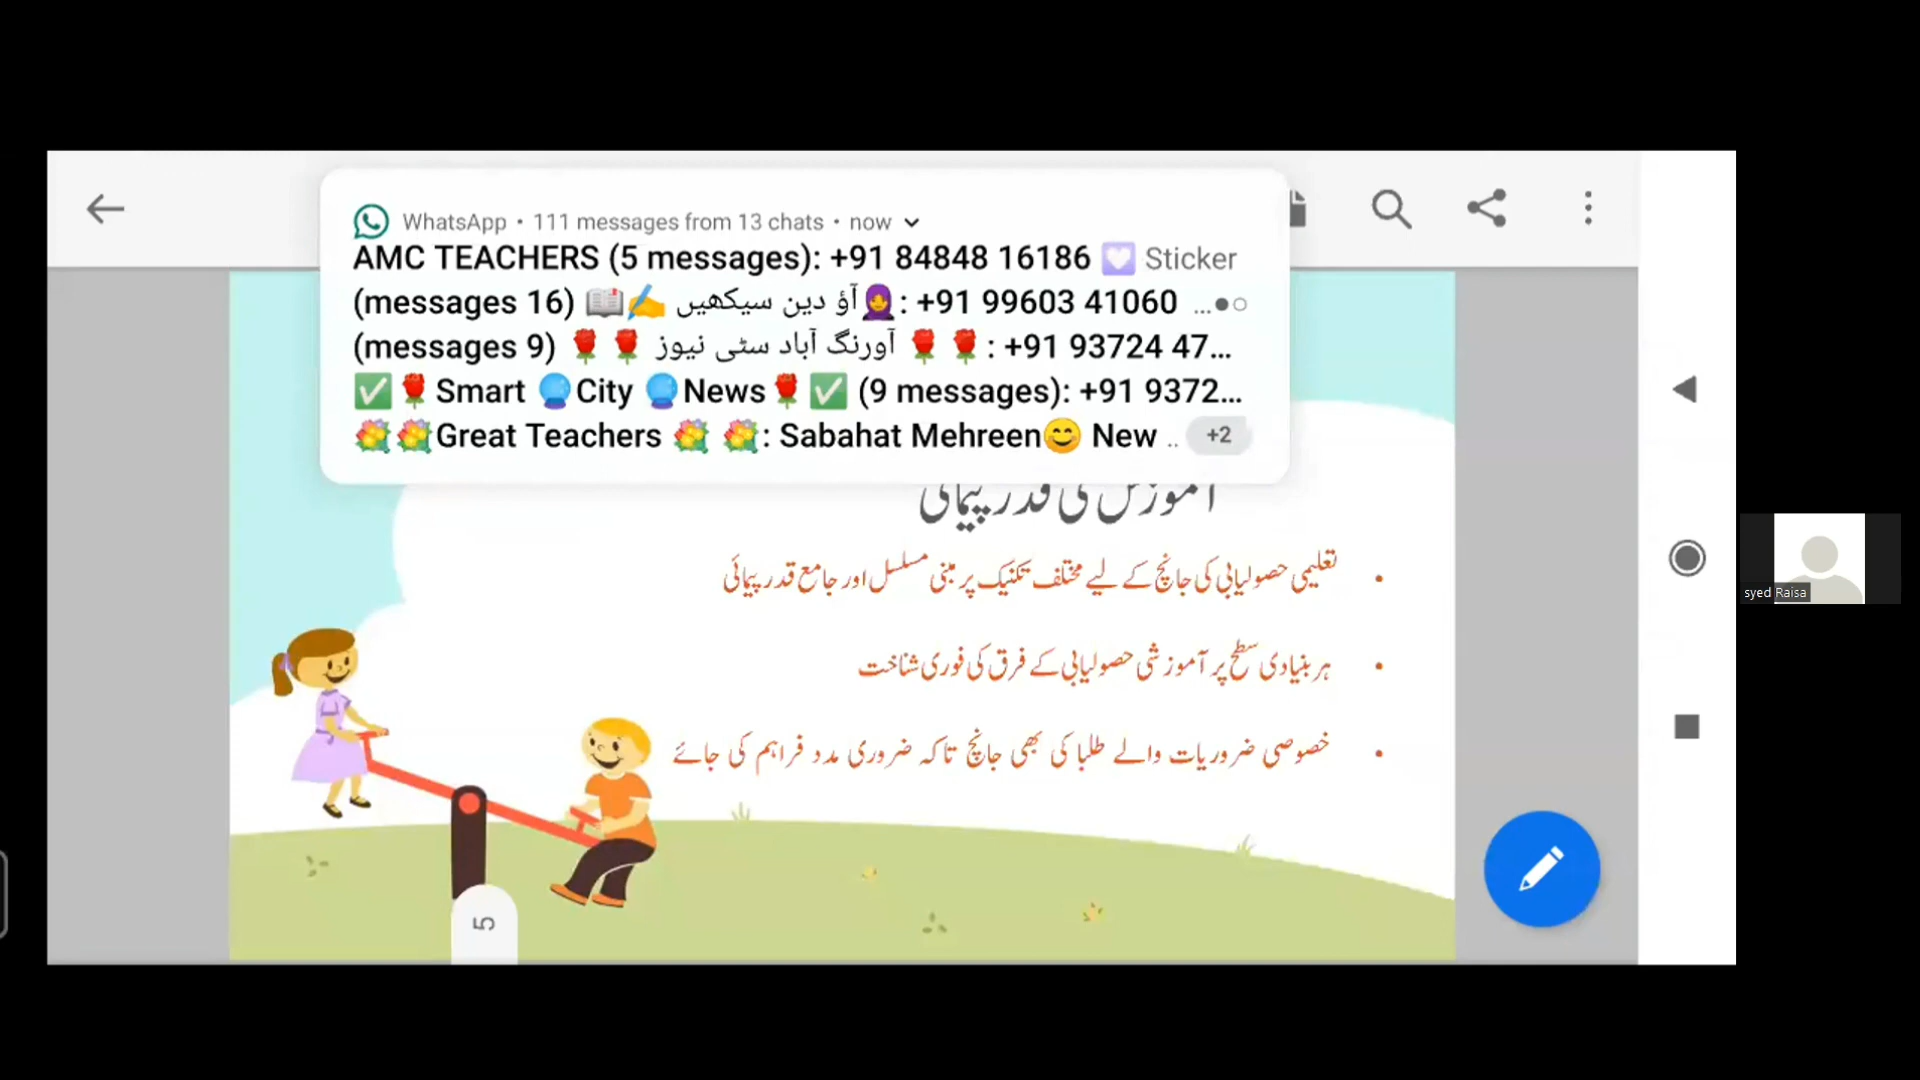 WhatsApp • 111 messages from 13 chats • now
AMC TEACHERS (5 messages): +91 84848 16186 💟 Sticker
(messages 16) 📖✍️ آؤ دین سیکھیں🧕: +91 99603 41060 ...
(messages 9) 🌹🌹 آورنگ آباد سٹی نیوز 🌹🌹: +91 93724 47...
✅🌹Smart 🔮City 🔮News🌹✅ (9 messages): +91 9372...
💐💐Great Teachers 💐 💐: Sabahat Mehreen😊 New .. +2
آموزش کی قدر پیمائی
• تعلیمی حصولیابی کی جانچ کے لیے مختلف تکنیک پر مبنی مسلسل اور جامع قدر پیمائی
• ہر بنیادی سطح پر آموزشی حصولیابی کے فرق کی فوری شناخت
• خصوصی ضروریات والے طلبا کی بھی جانچ تاکہ ضروری مدد فراہم کی جائے
5
syed Raisa